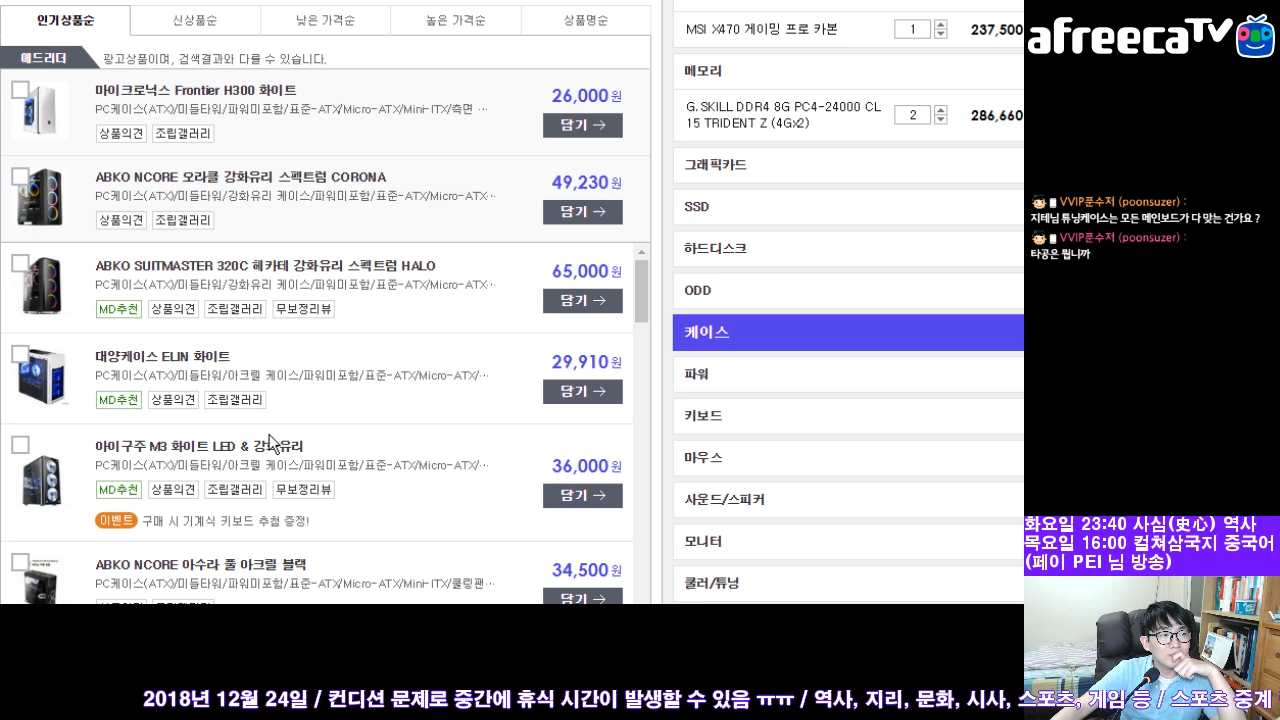 인기상품순 신상품순 낮은 가격순 높은 가격순 상품명순
애드리더 광고상품이며, 검색결과와 다를 수 있습니다.
마이크로닉스 Frontier H300 화이트
PC케이스(ATX)/미들타워/파워미포함/표준-ATX/Micro-ATX/Mini-ITX/측면 ···
상품의견 조립갤러리
26,000원
담기 →
ABKO NCORE 오라클 강화유리 스펙트럼 CORONA
PC케이스(ATX)/미들타워/강화유리 케이스/파워미포함/표준-ATX/Micro-ATX···
상품의견 조립갤러리
49,230원
담기 →
ABKO SUITMASTER 320C 헤카테 강화유리 스펙트럼 HALO
PC케이스(ATX)/미들타워/강화유리 케이스/파워미포함/표준-ATX/Micro-ATX···
MD추천 상품의견 조립갤러리 무보정리뷰
65,000원
담기 →
대양케이스 ELIN 화이트
PC케이스(ATX)/미들타워/아크릴 케이스/파워미포함/표준-ATX/Micro-ATX/···
MD추천 상품의견 조립갤러리
29,910원
담기 →
아이구주 M3 화이트 LED & 강화유리
PC케이스(ATX)/미들타워/아크릴 케이스/파워미포함/표준-ATX/Micro-ATX/···
MD추천 상품의견 조립갤러리 무보정리뷰
이벤트 구매 시 기계식 키보드 추첨 증정!
36,000원
담기 →
ABKO NCORE 아수라 풀 아크릴 블랙
PC케이스(ATX)/미들타워/파워미포함/표준-ATX/Micro-ATX/Mini-ITX/쿨링팬···
34,500원
담기 →
MSI X470 게이밍 프로 카본 1 237,500
메모리
G.SKILL DDR4 8G PC4-24000 CL
15 TRIDENT Z (4Gx2) 2 286,660
그래픽카드
SSD
하드디스크
ODD
케이스
파워
키보드
마우스
사운드/스피커
모니터
쿨러/튜닝
afreecaTV
VVIP푼수저 (poonsuzer) :
지테님 튜닝케이스는 모든 메인보드가 다 맞는 건가요 ?
VVIP푼수저 (poonsuzer) :
타공은 뭡니까
화요일 23:40 사심(史心) 역사
목요일 16:00 컬쳐삼국지 중국어
(페이 PEI 님 방송)
2018년 12월 24일 / 컨디션 문제로 중간에 휴식 시간이 발생할 수 있음 ㅠㅠ / 역사, 지리, 문화, 시사, 스포츠, 게임 등 / 스포츠 중계